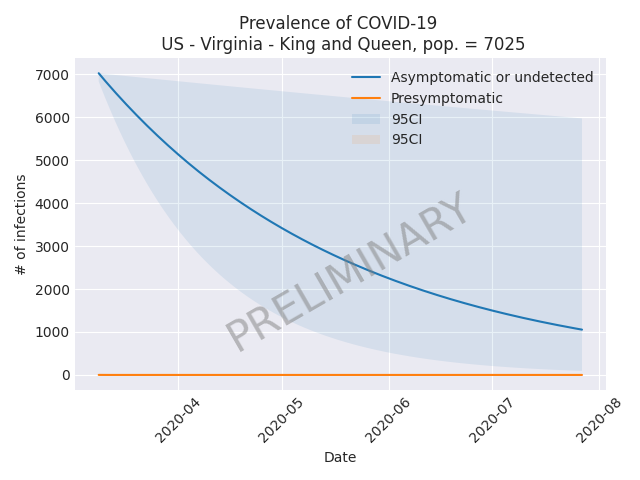 Prevalence of COVID-19
US - Virginia - King and Queen, pop. = 7025
Asymptomatic or undetected
Presymptomatic
95CI
95CI
7000
6000
5000
4000
3000
2000
1000
0
# of infections
PRELIMINARY
2020-04
2020-05
2020-06
2020-07
2020-08
Date